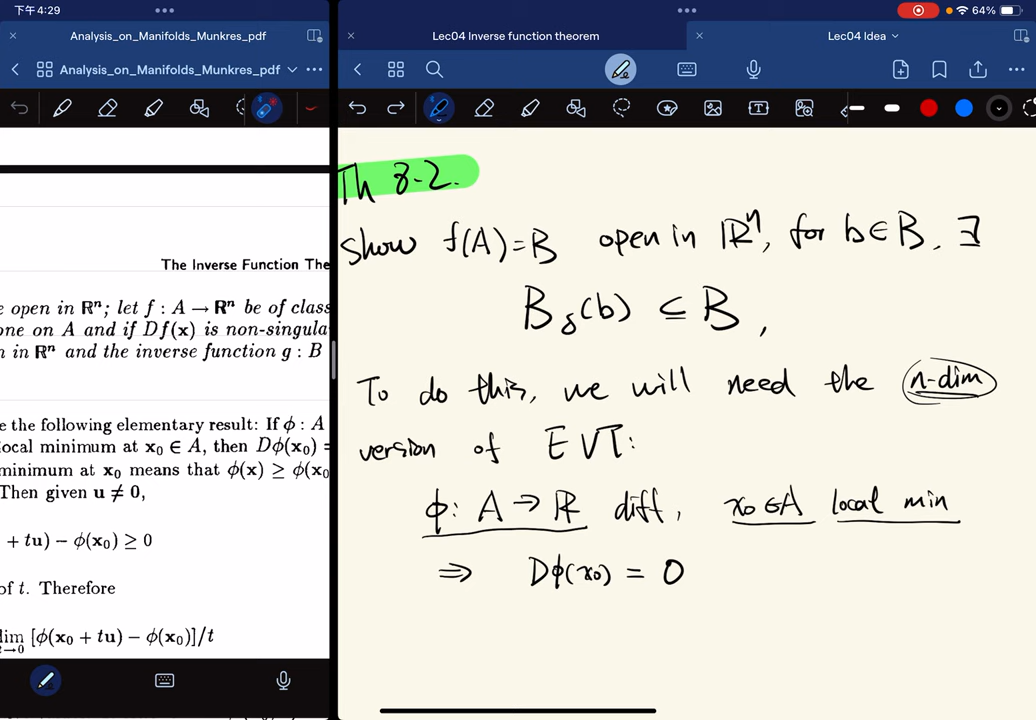 下午4:29
64%
Analysis_on_Manifolds_Munkres_pdf
Analysis_on_Manifolds_Munkres_pdf
The Inverse Function The
e open in Rⁿ; let f : A → Rⁿ be of class
one on A and if Df(x) is non-singula
n in Rⁿ and the inverse function g : B
e the following elementary result: If ϕ : A
local minimum at x₀ ∈ A, then Dϕ(x₀) =
minimum at x₀ means that ϕ(x) ≥ ϕ(x₀
Then given u ≠ 0,
+ tu) − ϕ(x₀) ≥ 0
of t. Therefore
lim [ϕ(x₀ + tu) − ϕ(x₀)]/t
t→0
Lec04 Inverse function theorem
Lec04 Idea
Th 8-2.
Show f(A)=B open in ℝⁿ, for b∈B, ∃
B_δ(b) ⊆ B,
To do this, we will need the n-dim
version of EVT:
ϕ: A → ℝ diff, x₀∈A local min
⇒ Dϕ(x₀) = 0